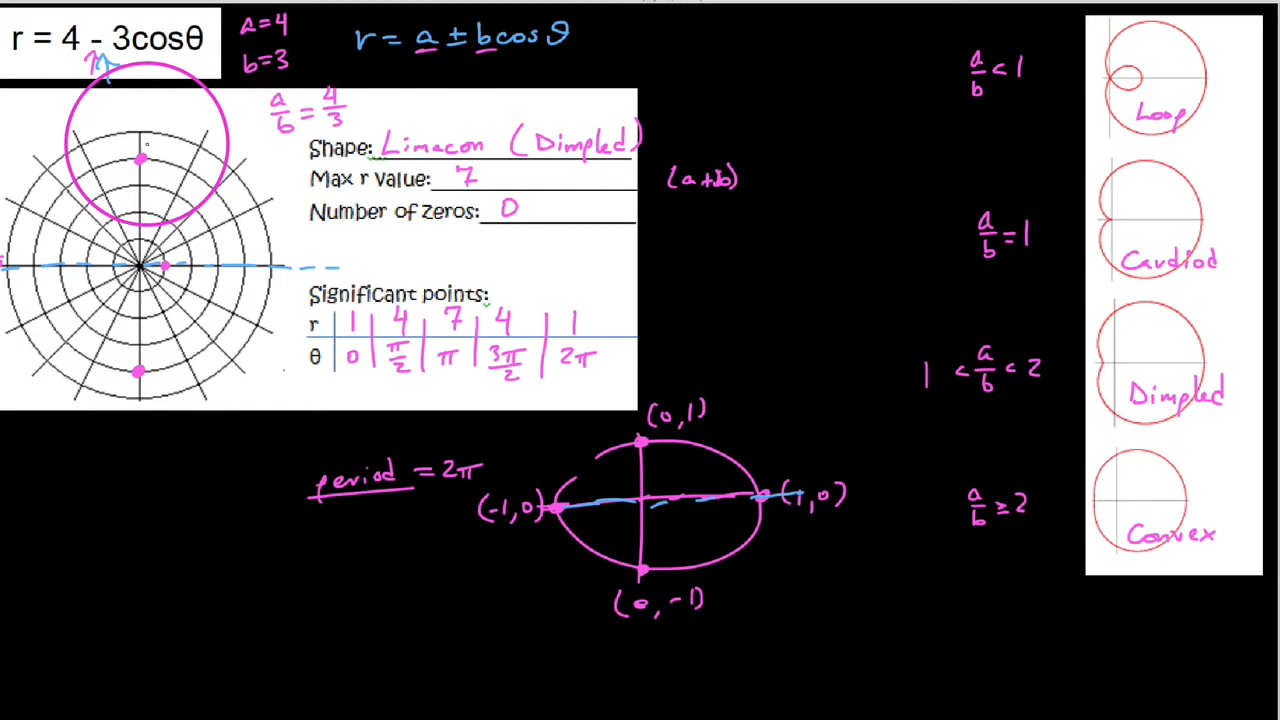 r = 4 - 3cosθ
a = 4
b = 3
r = a ± b cos θ
a/b = 4/3
Shape: Limacon (Dimpled)
Max r value: 7
(a+b)
Number of zeros: 0
Significant points:
r 1 4 7 4 1
θ 0 π/2 π 3π/2 2π
period = 2π
(0,1)
(-1,0)
(1,0)
(0,-1)
a/b < 1
Loop
a/b = 1
Cardiod
1 < a/b < 2
Dimpled
a/b ≥ 2
Convex